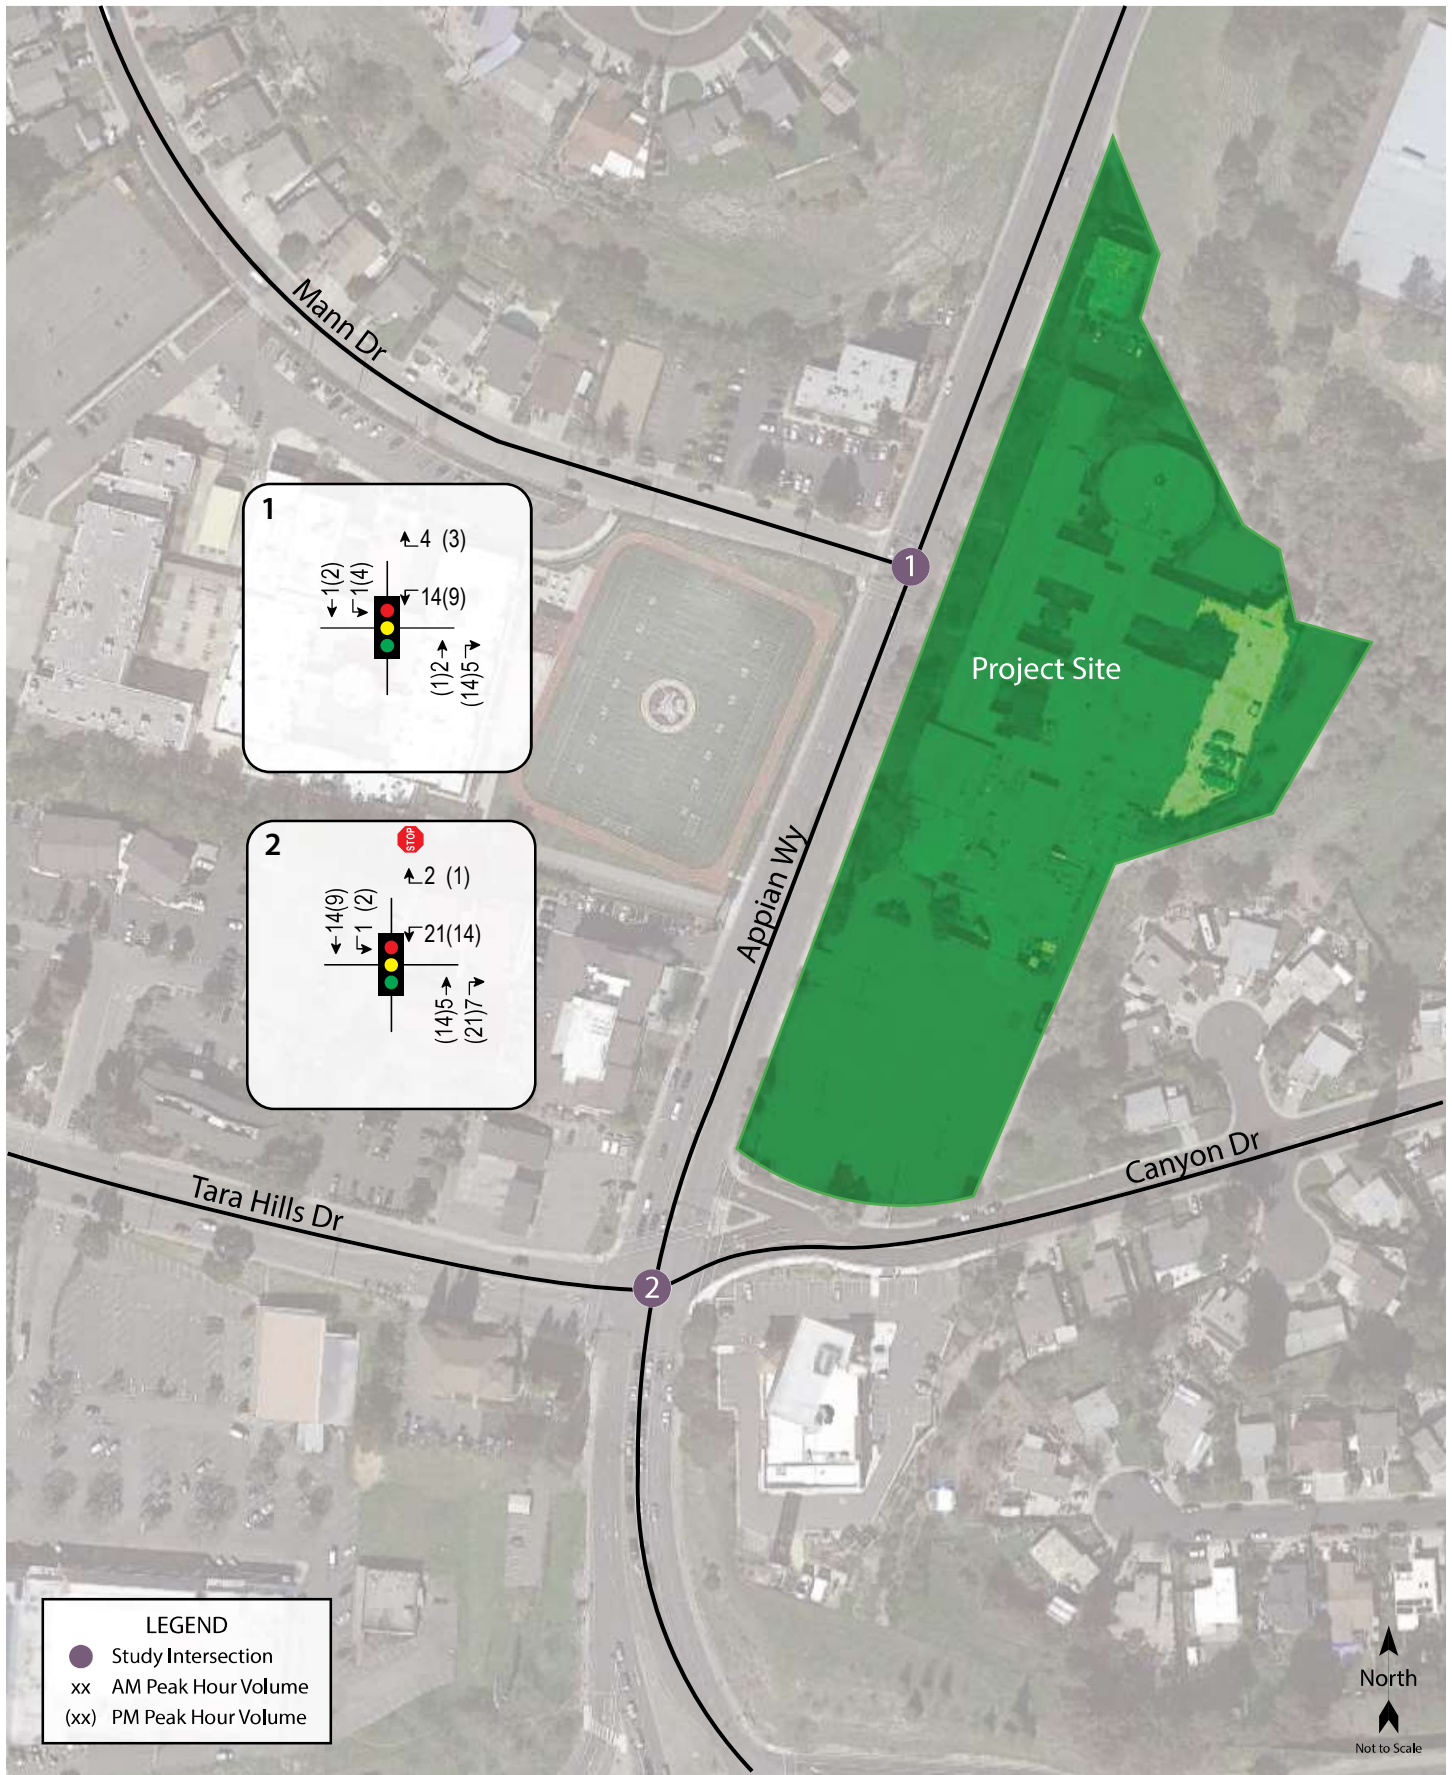 Mann Dr
1
4 (3)
1(2)
1(4)
14(9)
(1)2
(14)5
1
Project Site
2
STOP
2 (1)
14(9)
1 (2)
21(14)
(14)5
(21)7
Appian Wy
Tara Hills Dr
Canyon Dr
2
LEGEND
Study Intersection
xx AM Peak Hour Volume
(xx) PM Peak Hour Volume
North
Not to Scale